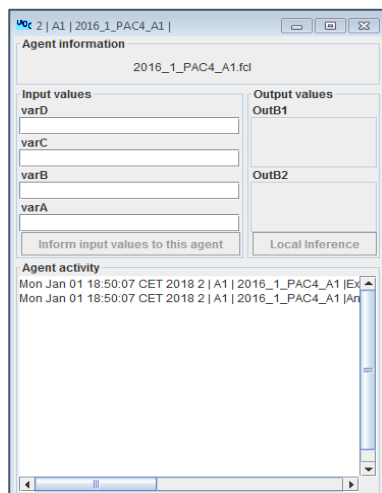 UOC 2 | A1 | 2016_1_PAC4_A1 |
Agent information
2016_1_PAC4_A1.fcl
Input values
Output values
varD
OutB1
varC
varB
OutB2
varA
Inform input values to this agent
Local Inference
Agent activity
Mon Jan 01 18:50:07 CET 2018 2 | A1 | 2016_1_PAC4_A1 |Ex
Mon Jan 01 18:50:07 CET 2018 2 | A1 | 2016_1_PAC4_A1 |An